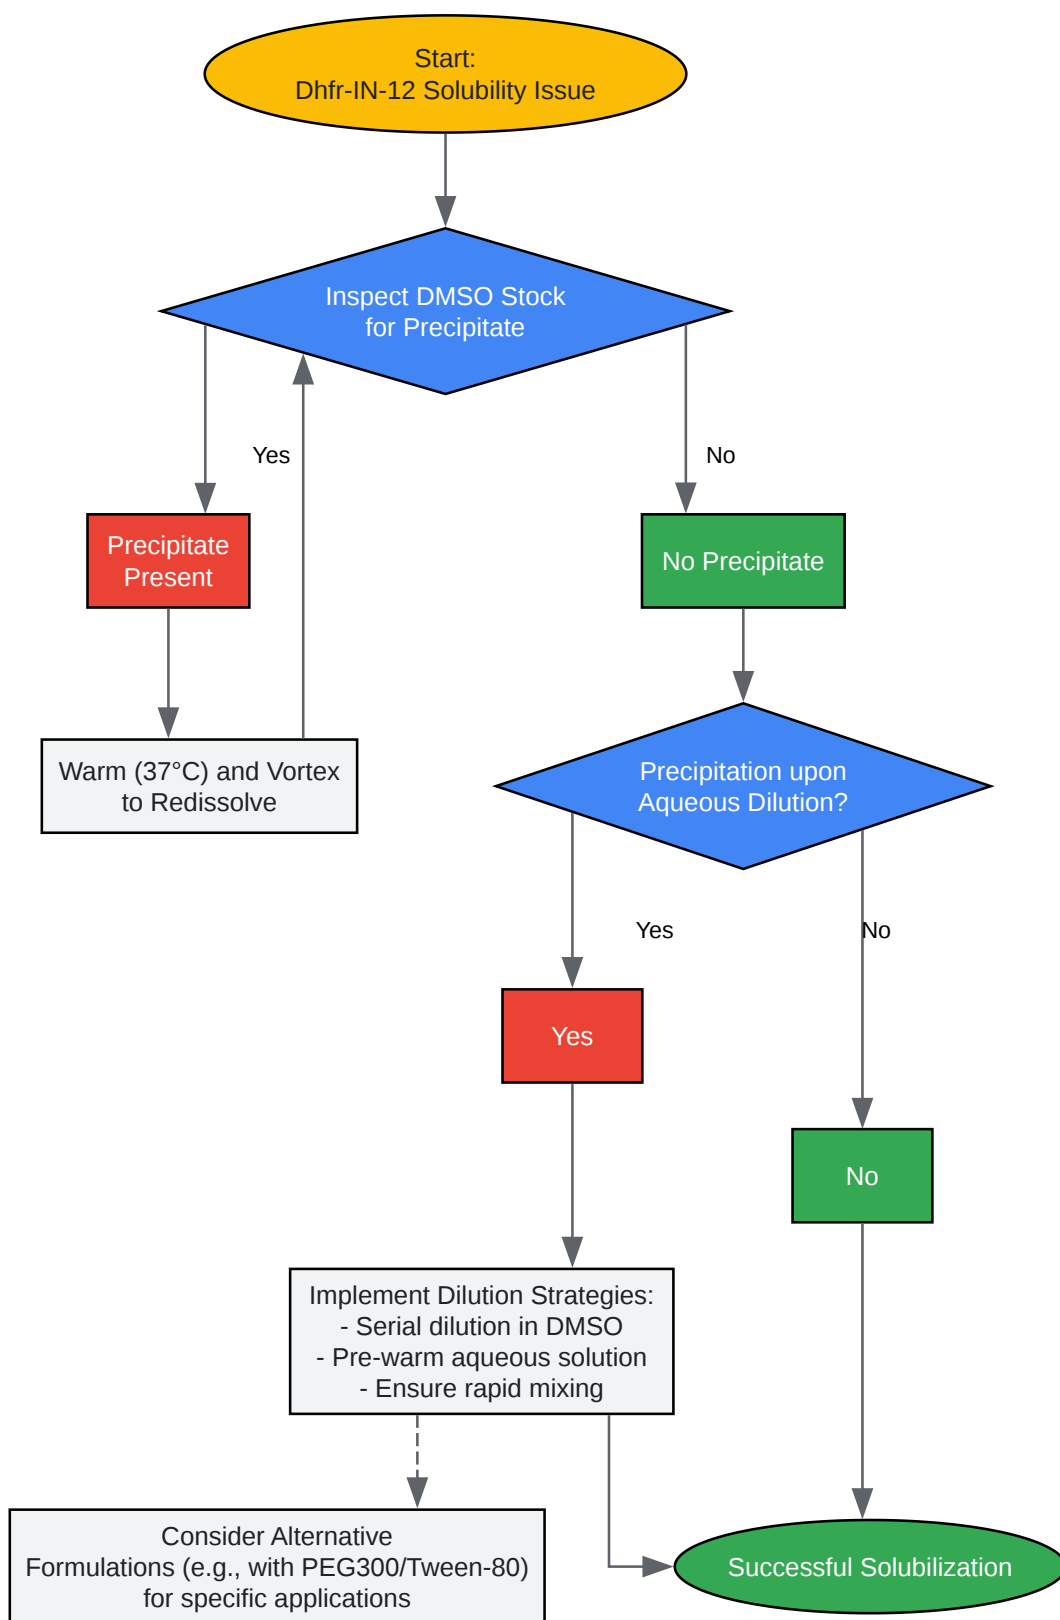 Start:
Dhfr-IN-12 Solubility Issue
Inspect DMSO Stock
for Precipitate
Yes
No
Precipitate
Present
No Precipitate
Warm (37°C) and Vortex
to Redissolve
Precipitation upon
Aqueous Dilution?
Yes
No
Yes
No
Implement Dilution Strategies:
- Serial dilution in DMSO
- Pre-warm aqueous solution
- Ensure rapid mixing
Consider Alternative
Formulations (e.g., with PEG300/Tween-80)
for specific applications
Successful Solubilization